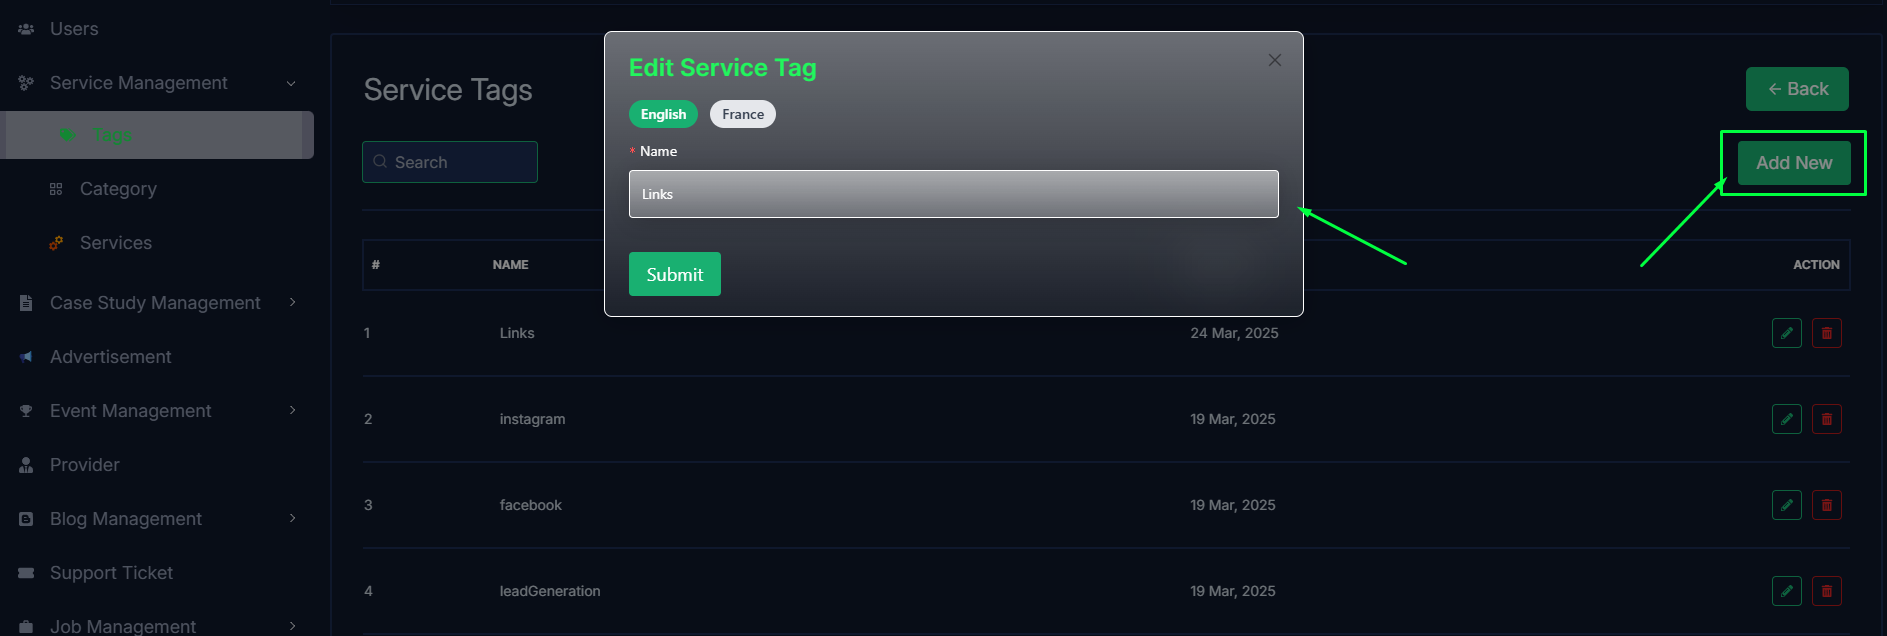 Users
Service Management
Tags
Category
Services
Case Study Management
Advertisement
Event Management
Provider
Blog Management
Support Ticket
Job Management
Service Tags
Back
Search
Add New
Edit Service Tag
English France
* Name
Links
Submit
# NAME ACTION
1 Links 24 Mar, 2025
2 instagram 19 Mar, 2025
3 facebook 19 Mar, 2025
4 leadGeneration 19 Mar, 2025